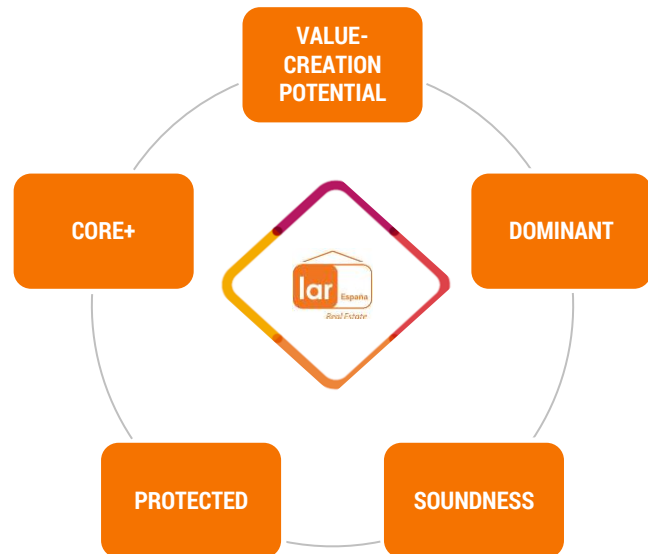 VALUE-
CREATION
POTENTIAL
CORE+
DOMINANT
lar
España
Real Estate
PROTECTED
SOUNDNESS